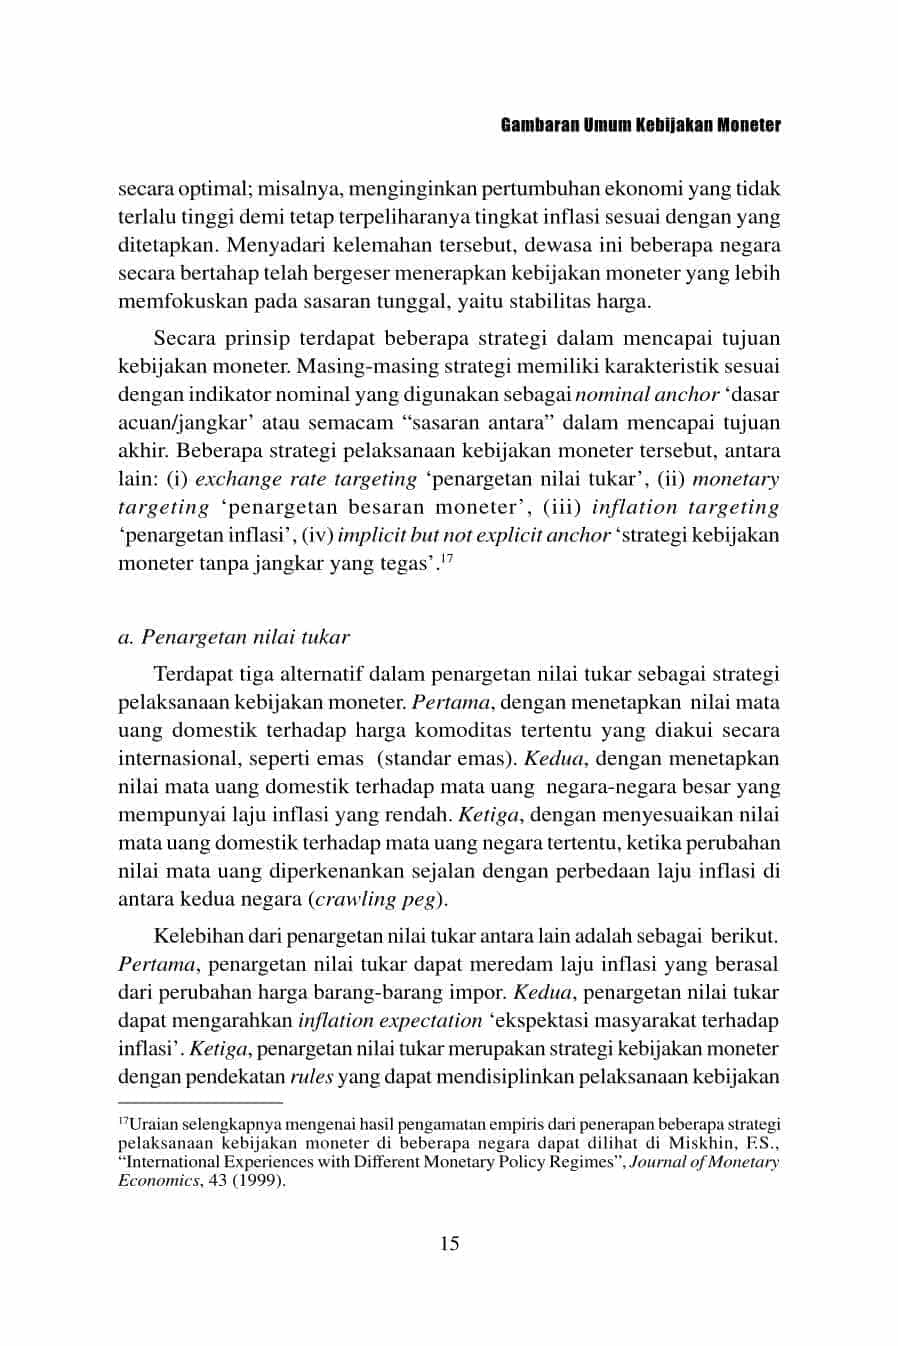 Gambaran Umum Kebijakan Moneter
secara optimal; misalnya, menginginkan pertumbuhan ekonomi yang tidak
terlalu tinggi demi tetap terpeliharanya tingkat inflasi sesuai dengan yang
ditetapkan. Menyadari kelemahan tersebut, dewasa ini beberapa negara
secara bertahap telah bergeser menerapkan kebijakan moneter yang lebih
memfokuskan pada sasaran tunggal, yaitu stabilitas harga.
Secara prinsip terdapat beberapa strategi dalam mencapai tujuan
kebijakan moneter. Masing-masing strategi memiliki karakteristik sesuai
dengan indikator nominal yang digunakan sebagai nominal anchor ‘dasar
acuan/jangkar’ atau semacam “sasaran antara” dalam mencapai tujuan
akhir. Beberapa strategi pelaksanaan kebijakan moneter tersebut, antara
lain: (i) exchange rate targeting ‘penargetan nilai tukar’, (ii) monetary
targeting ‘penargetan besaran moneter’, (iii) inflation targeting
‘penargetan inflasi’, (iv) implicit but not explicit anchor ‘strategi kebijakan
moneter tanpa jangkar yang tegas’.17
a. Penargetan nilai tukar
Terdapat tiga alternatif dalam penargetan nilai tukar sebagai strategi
pelaksanaan kebijakan moneter. Pertama, dengan menetapkan nilai mata
uang domestik terhadap harga komoditas tertentu yang diakui secara
internasional, seperti emas (standar emas). Kedua, dengan menetapkan
nilai mata uang domestik terhadap mata uang negara-negara besar yang
mempunyai laju inflasi yang rendah. Ketiga, dengan menyesuaikan nilai
mata uang domestik terhadap mata uang negara tertentu, ketika perubahan
nilai mata uang diperkenankan sejalan dengan perbedaan laju inflasi di
antara kedua negara (crawling peg).
Kelebihan dari penargetan nilai tukar antara lain adalah sebagai berikut.
Pertama, penargetan nilai tukar dapat meredam laju inflasi yang berasal
dari perubahan harga barang-barang impor. Kedua, penargetan nilai tukar
dapat mengarahkan inflation expectation ‘ekspektasi masyarakat terhadap
inflasi’. Ketiga, penargetan nilai tukar merupakan strategi kebijakan moneter
dengan pendekatan rules yang dapat mendisiplinkan pelaksanaan kebijakan
17Uraian selengkapnya mengenai hasil pengamatan empiris dari penerapan beberapa strategi
pelaksanaan kebijakan moneter di beberapa negara dapat dilihat di Miskhin, F.S.,
“International Experiences with Different Monetary Policy Regimes”, Journal of Monetary
Economics, 43 (1999).
15